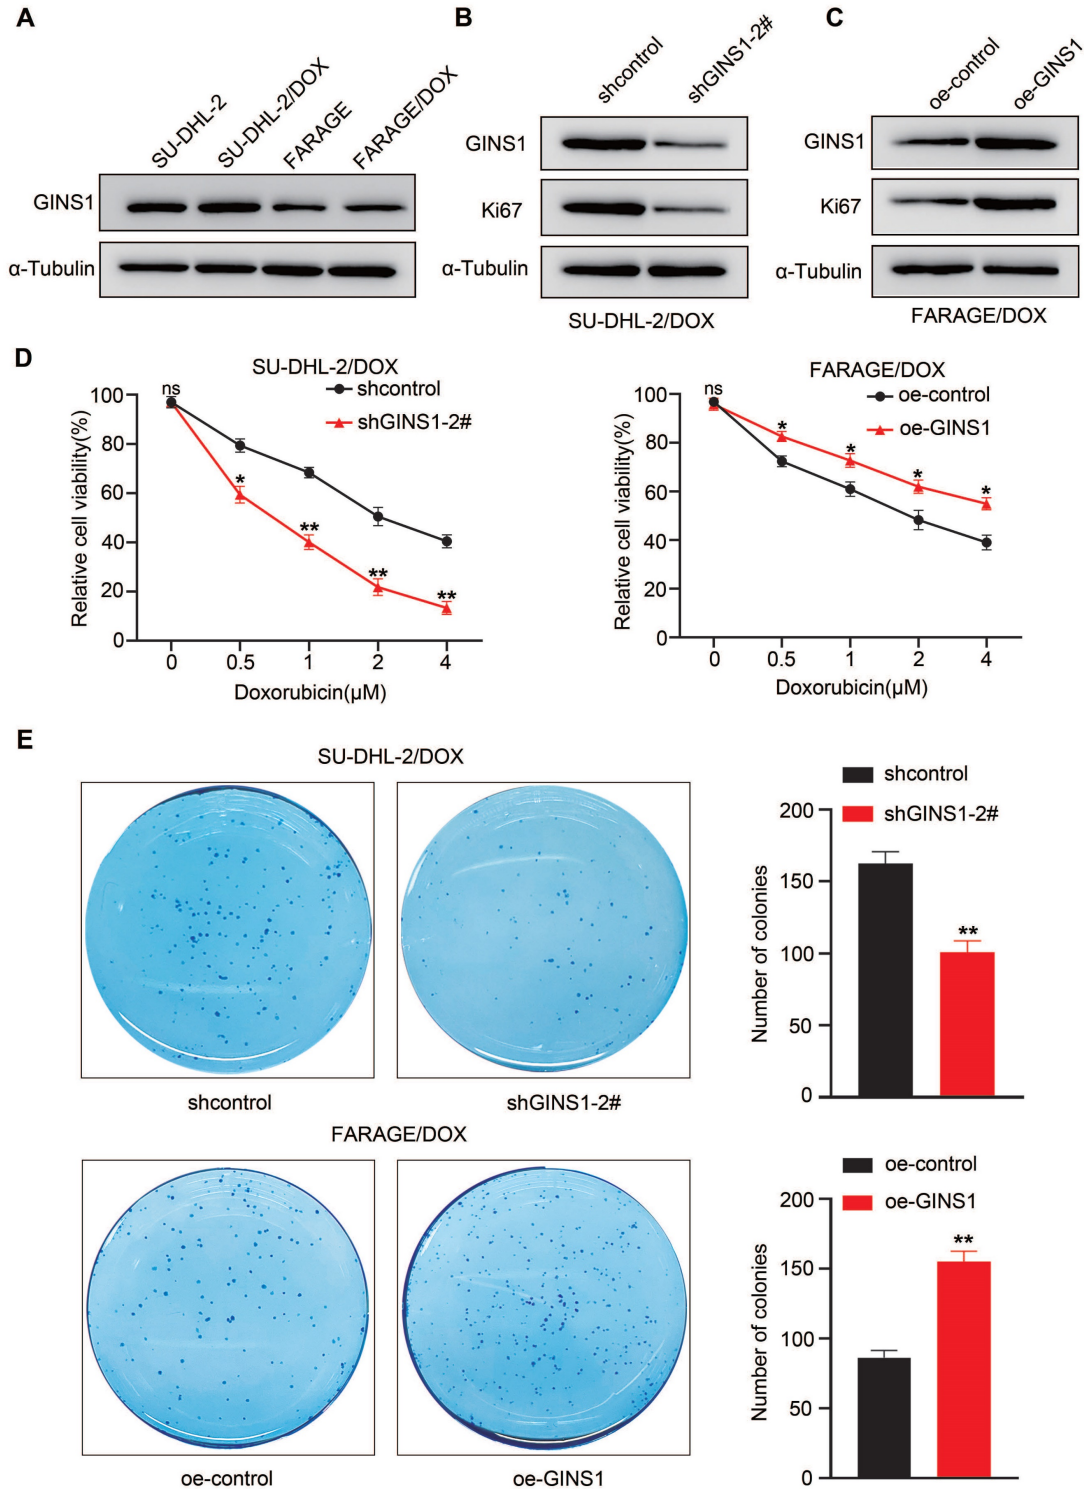 A
SU-DHL-2
SU-DHL-2/DOX
FARAGE
FARAGE/DOX
GINS1
α-Tubulin
B
shcontrol
shGINS1-2#
GINS1
Ki67
α-Tubulin
SU-DHL-2/DOX
C
oe-control
oe-GINS1
GINS1
Ki67
α-Tubulin
FARAGE/DOX
D
SU-DHL-2/DOX
shcontrol
shGINS1-2#
Relative cell viability(%)
100
80
60
40
20
0
ns
*
**
**
**
0 0.5 1 2 4
Doxorubicin(μM)
FARAGE/DOX
oe-control
oe-GINS1
Relative cell viability(%)
100
80
60
40
20
0
ns
*
*
*
*
0 0.5 1 2 4
Doxorubicin(μM)
E
SU-DHL-2/DOX
shcontrol
shGINS1-2#
shcontrol
shGINS1-2#
Number of colonies
200
150
100
50
0
**
FARAGE/DOX
oe-control
oe-GINS1
oe-control
oe-GINS1
Number of colonies
200
150
100
50
0
**